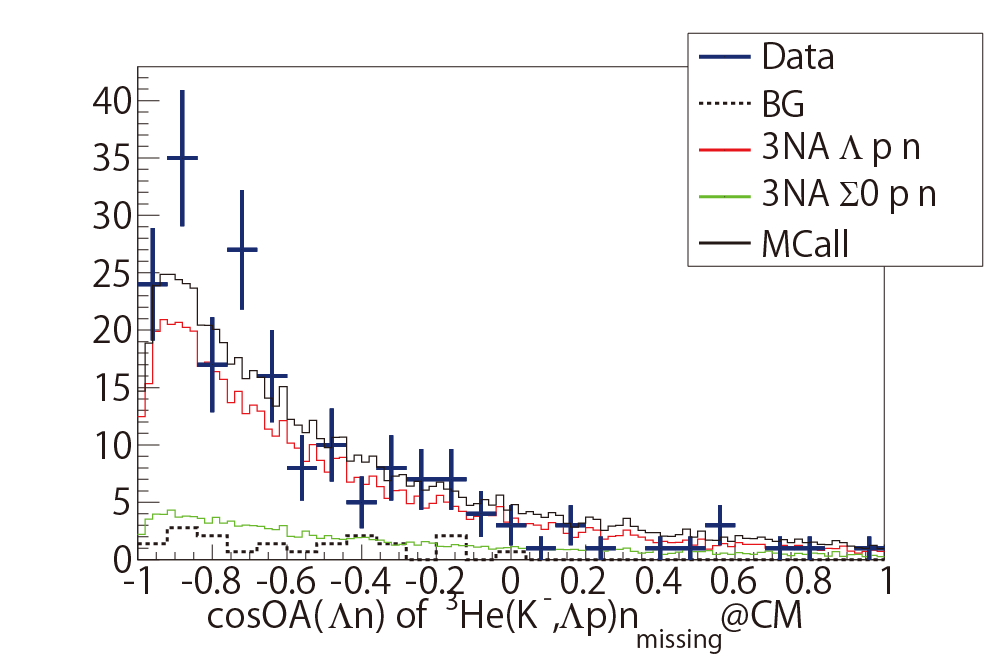 Data
BG
3NA Λ p n
3NA Σ0 p n
MCall
40
35
30
25
20
15
10
5
0
-1 -0.8 -0.6 -0.4 -0.2 0 0.2 0.4 0.6 0.8 1
cosOA(Λn) of ³He(K⁻,Λp)n_missing@CM